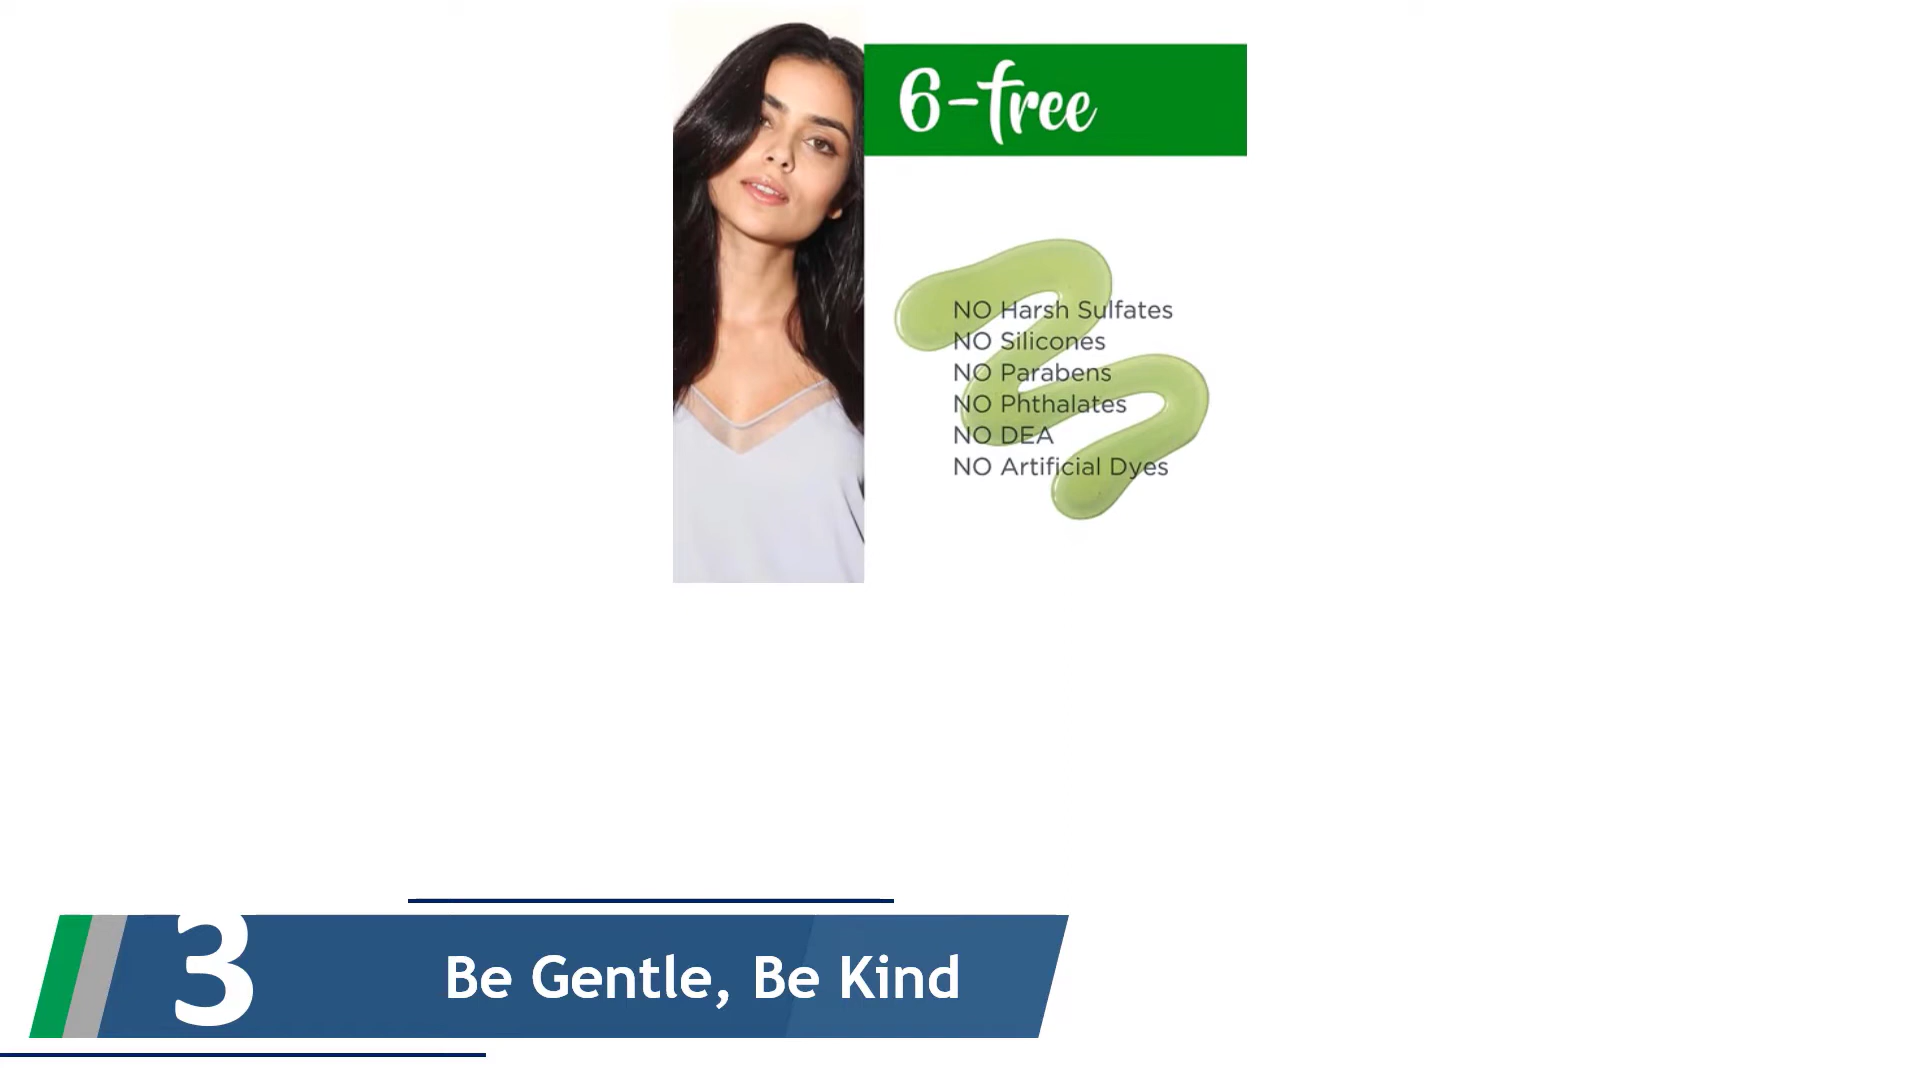 6-free
NO Harsh Sulfates
NO Silicones
NO Parabens
NO Phthalates
NO DEA
NO Artificial Dyes
3
Be Gentle, Be Kind